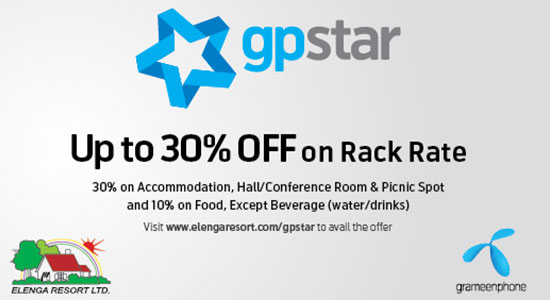 gpstar
Up to 30% OFF on Rack Rate
30% on Accommodation, Hall/Conference Room & Picnic Spot
and 10% on Food, Except Beverage (water/drinks)
Visit www.elengaresort.com/gpstar to avail the offer
ELENGA RESORT LTD.
grameenphone